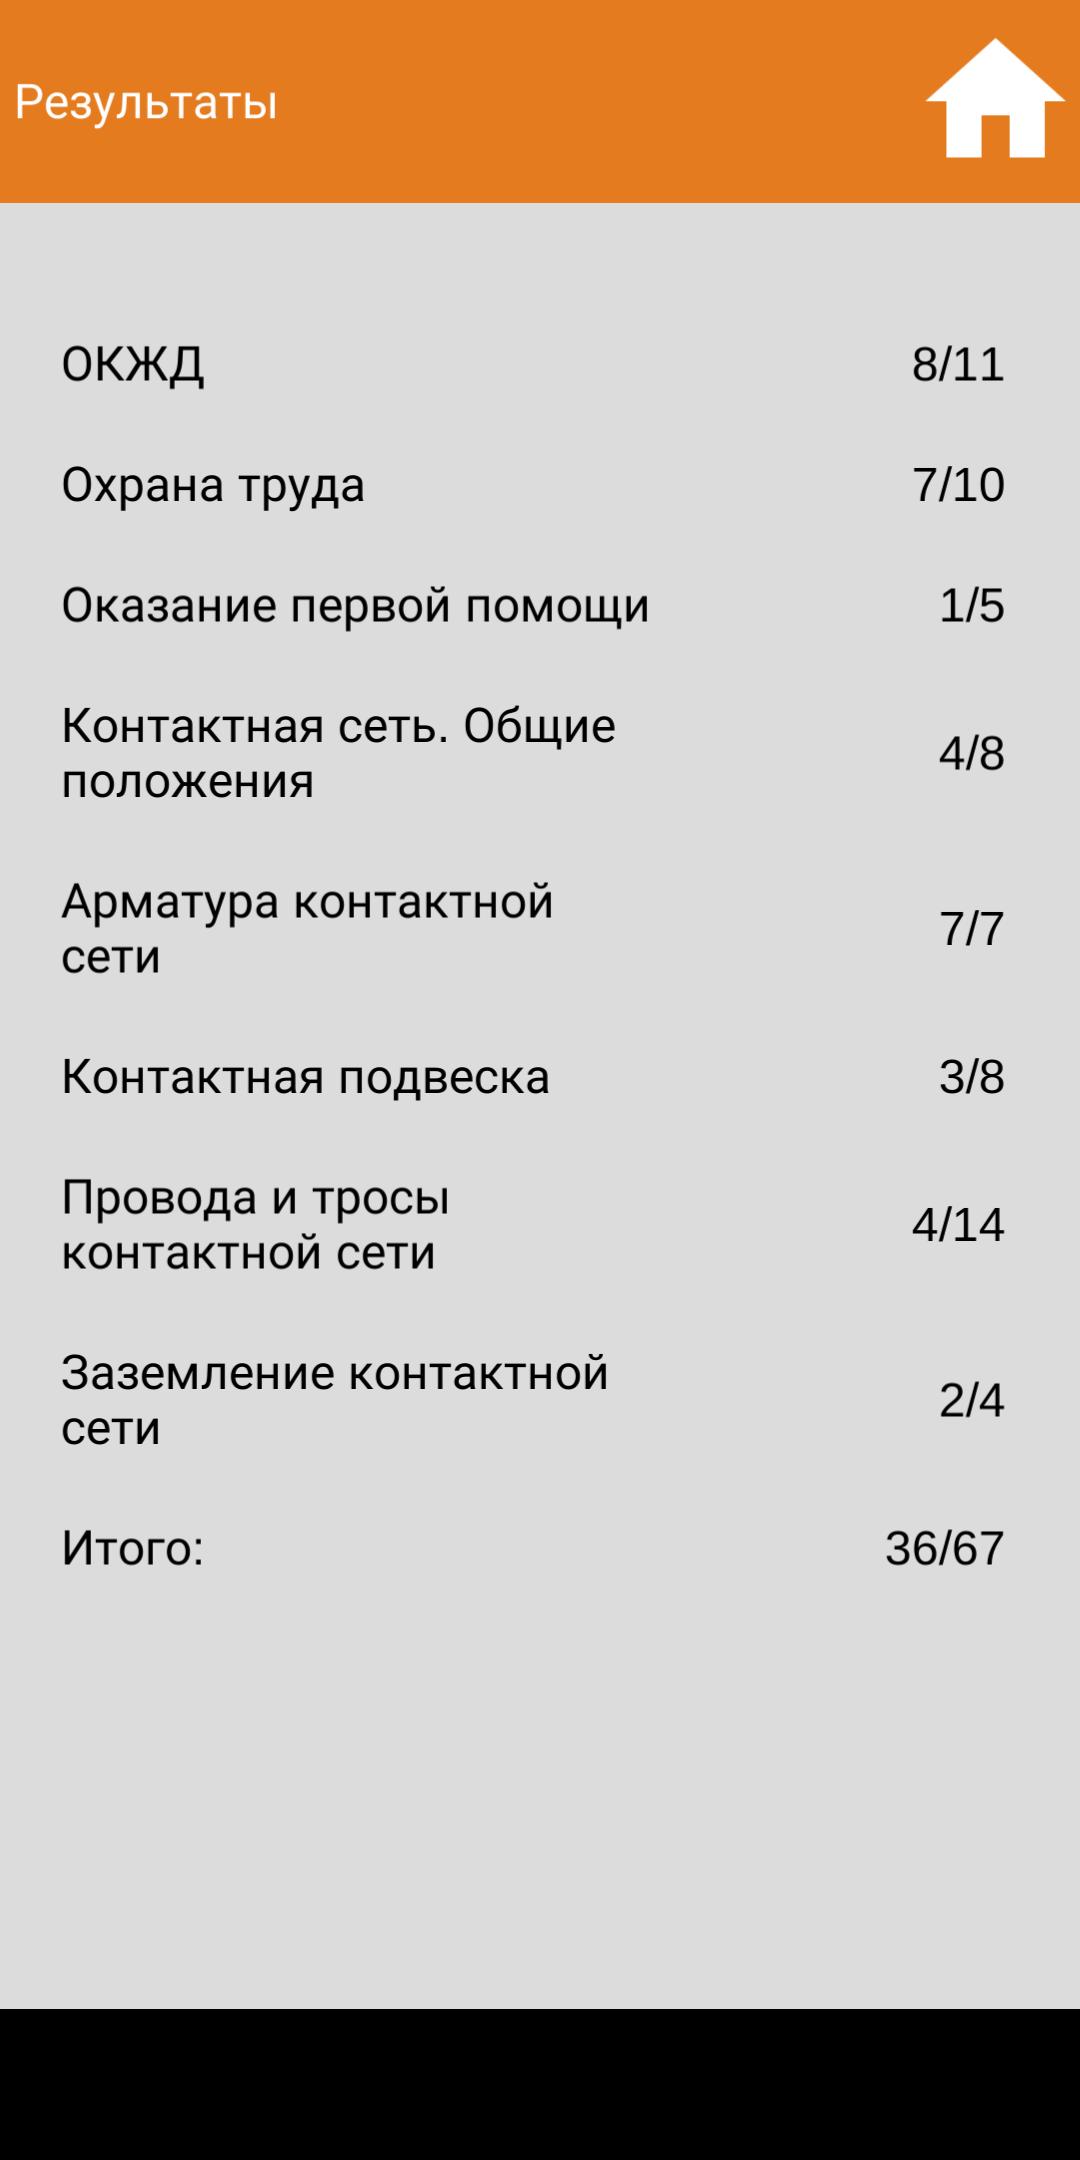 Результаты
ОКЖД 8/11
Охрана труда 7/10
Оказание первой помощи 1/5
Контактная сеть. Общие
положения 4/8
Арматура контактной
сети 7/7
Контактная подвеска 3/8
Провода и тросы
контактной сети 4/14
Заземление контактной
сети 2/4
Итого: 36/67